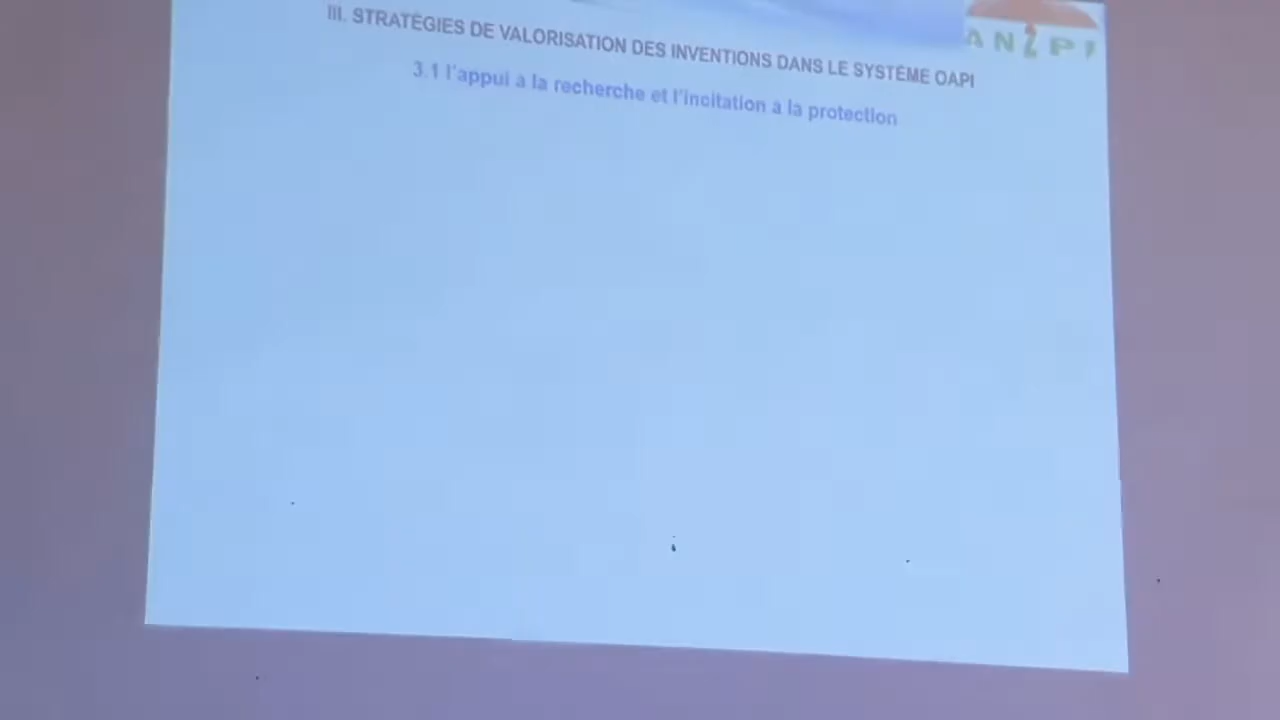 III. STRATÉGIES DE VALORISATION DES INVENTIONS DANS LE SYSTÈME OAPI
3.1 l'appui à la recherche et l'incitation à la protection
ANIPI